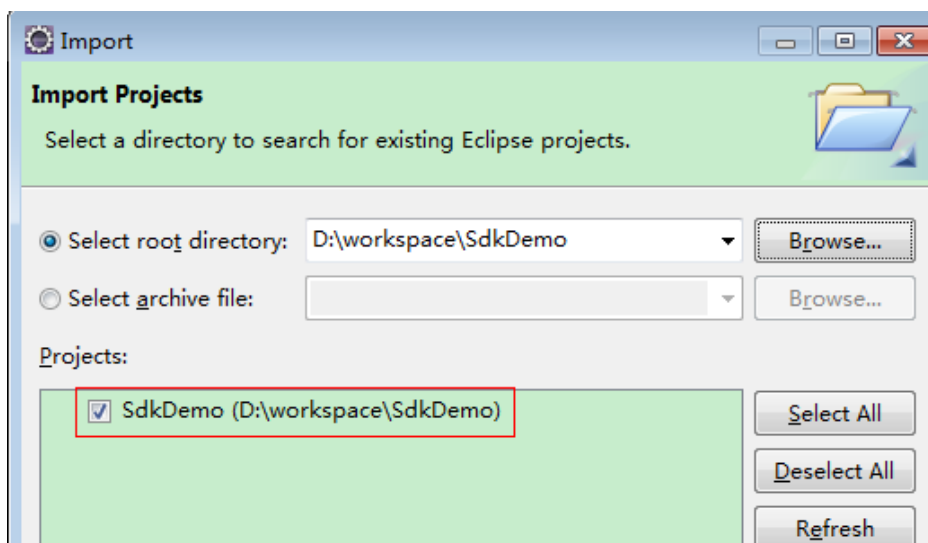 Import
Import Projects
Select a directory to search for existing Eclipse projects.
Select root directory: D:\workspace\SdkDemo Browse...
Select archive file: Browse...
Projects:
SdkDemo (D:\workspace\SdkDemo)
Select All
Deselect All
Refresh